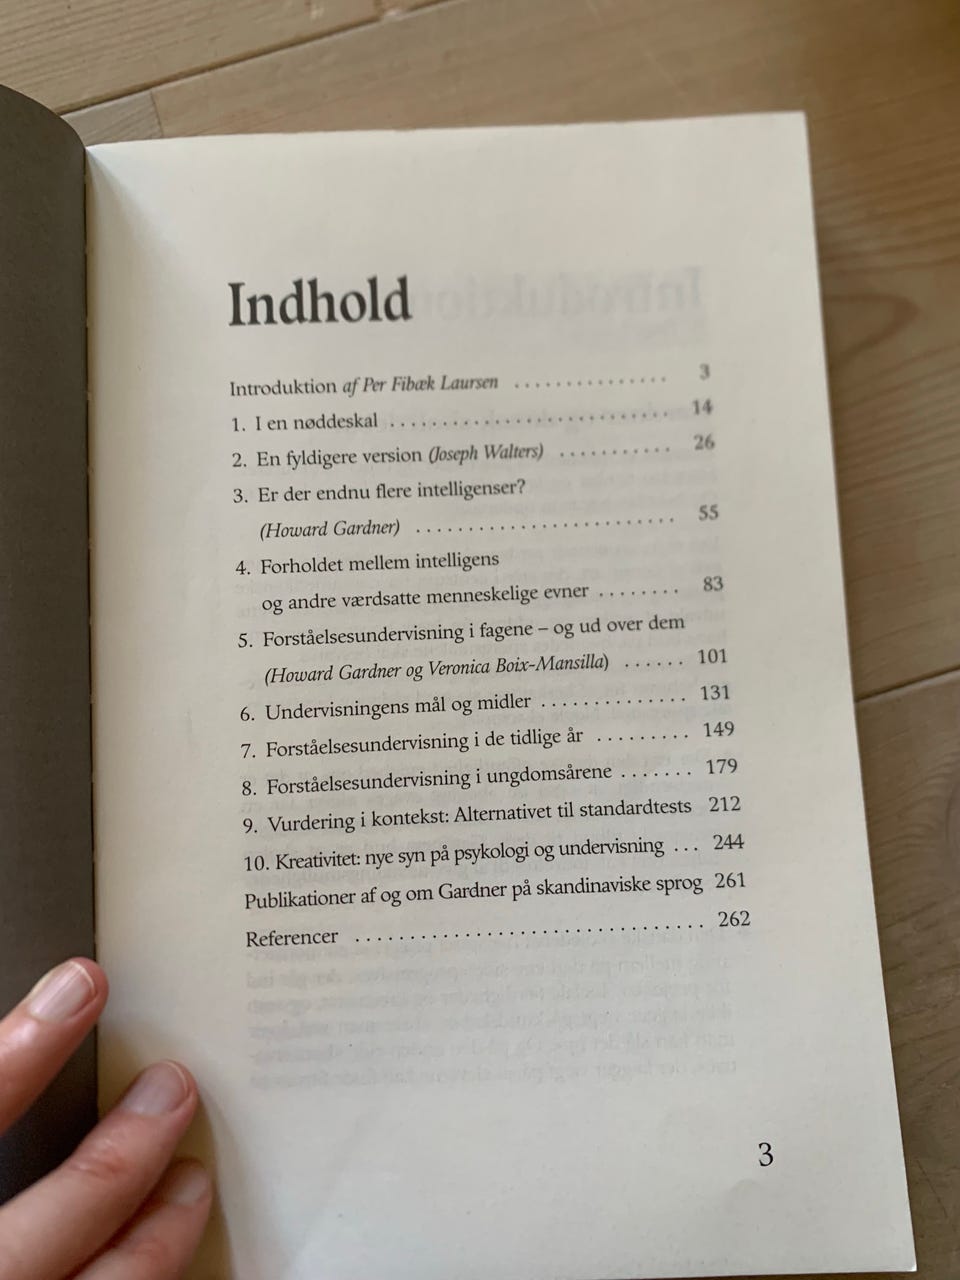 Indhold
Introduktion af Per Fibæk Laursen ............... 3
1. I en nøddeskal .......................... 14
2. En fyldigere version (Joseph Walters) ........... 26
3. Er der endnu flere intelligenser?
(Howard Gardner) ........................ 55
4. Forholdet mellem intelligens
og andre værdsatte menneskelige evner ........ 83
5. Forståelsesundervisning i fagene – og ud over dem
(Howard Gardner og Veronica Boix-Mansilla) ...... 101
6. Undervisningens mål og midler .............. 131
7. Forståelsesundervisning i de tidlige år ......... 149
8. Forståelsesundervisning i ungdomsårene ....... 179
9. Vurdering i kontekst: Alternativet til standardtests 212
10. Kreativitet: nye syn på psykologi og undervisning ... 244
Publikationer af og om Gardner på skandinaviske sprog 261
Referencer ................................. 262
3